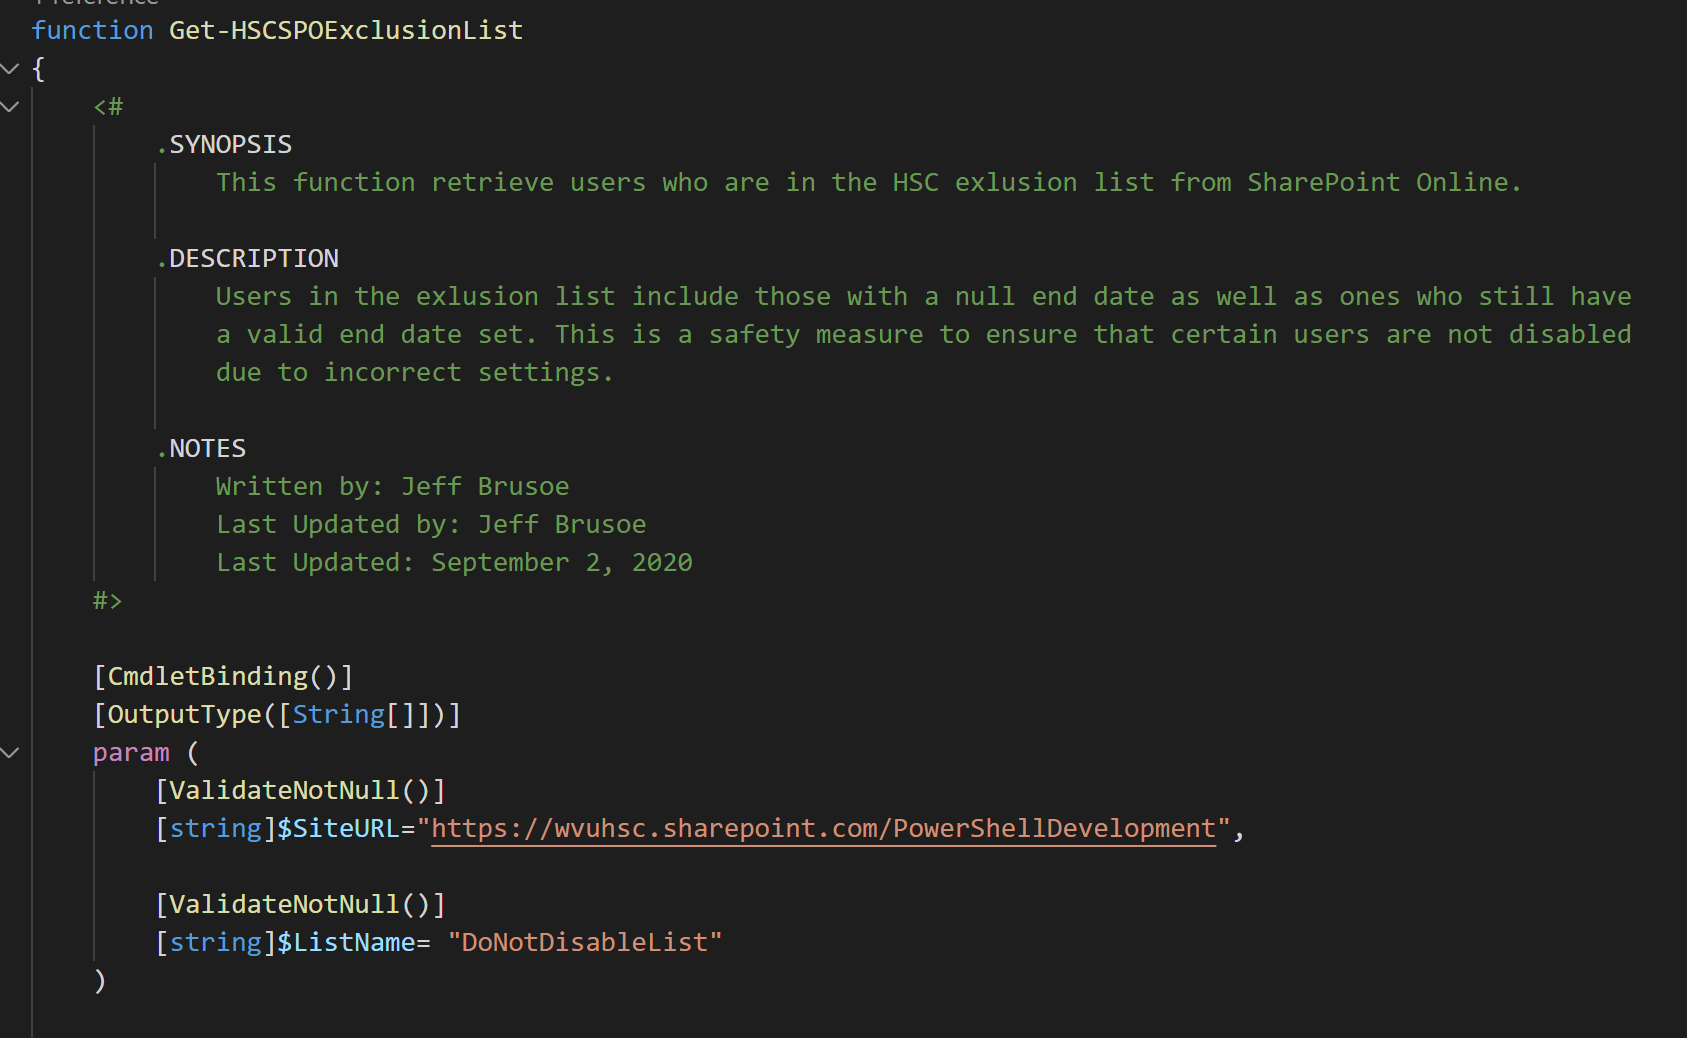 function Get-HSCSPOExclusionList
{
<#
.SYNOPSIS
This function retrieve users who are in the HSC exlusion list from SharePoint Online.
.DESCRIPTION
Users in the exlusion list include those with a null end date as well as ones who still have
a valid end date set. This is a safety measure to ensure that certain users are not disabled
due to incorrect settings.
.NOTES
Written by: Jeff Brusoe
Last Updated by: Jeff Brusoe
Last Updated: September 2, 2020
#>
[CmdletBinding()]
[OutputType([String[]])]
param (
[ValidateNotNull()]
[string]$SiteURL="https://wvuhsc.sharepoint.com/PowerShellDevelopment",
[ValidateNotNull()]
[string]$ListName= "DoNotDisableList"
)